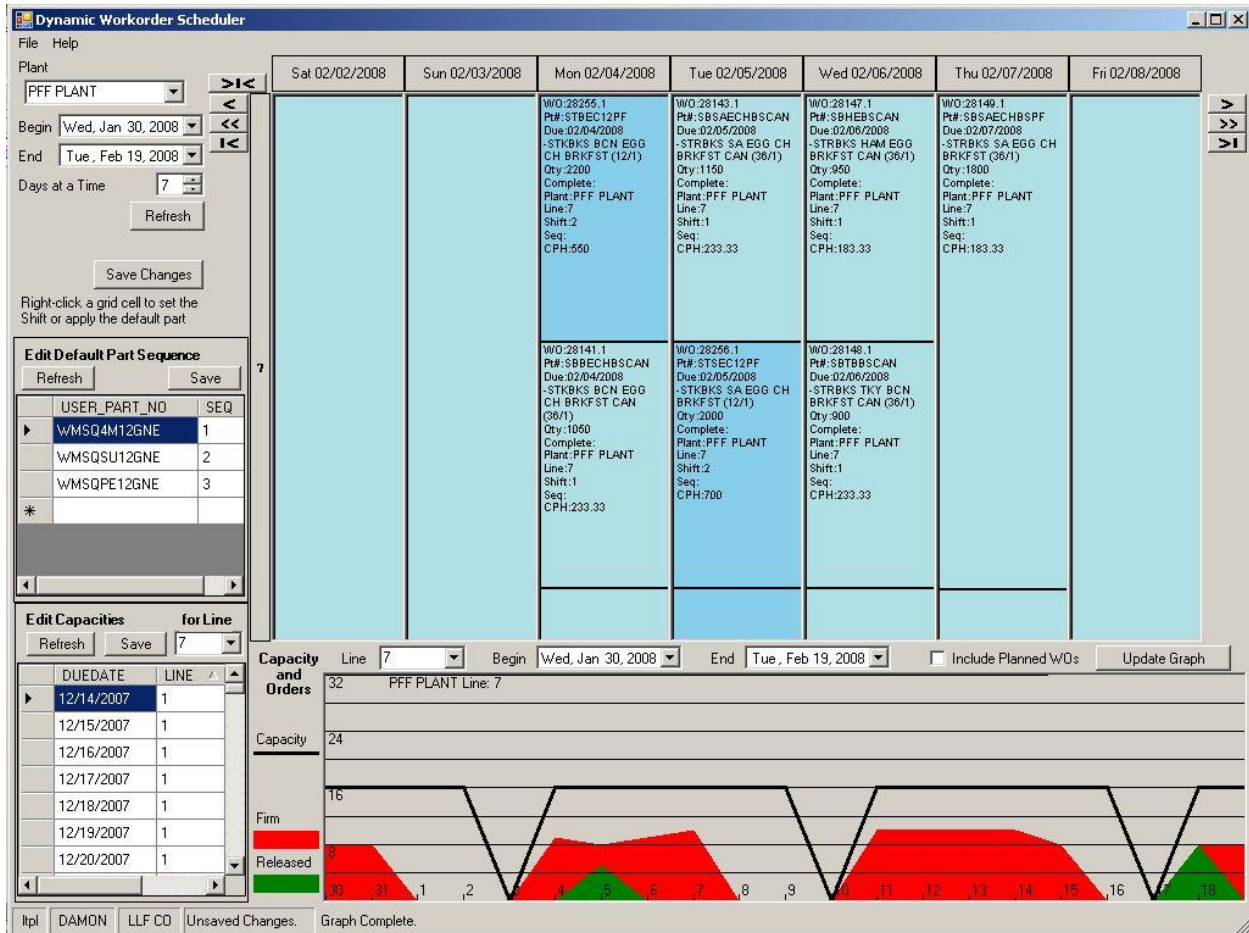 Dynamic Workorder Scheduler
File Help
Plant
PFF PLANT
Begin Wed, Jan 30, 2008
End Tue , Feb 19, 2008
Days at a Time 7
Refresh
Save Changes
Right-click a grid cell to set the
Shift or apply the default part
>I<
<
<<
I<
Sat 02/02/2008 Sun 02/03/2008 Mon 02/04/2008 Tue 02/05/2008 Wed 02/06/2008 Thu 02/07/2008 Fri 02/08/2008
>
>>
>I
7
WO:28255.1
Pt#:STBEC12PF
Due:02/04/2008
-STKBKS BCN EGG
CH BRKFST (12/1)
Qty:2200
Complete:
Plant:PFF PLANT
Line:7
Shift:2
Seq:
CPH:550
WO:28141.1
Pt#:SBBECHBSCAN
Due:02/04/2008
-STKBKS BCN EGG
CH BRKFST CAN
(36/1)
Qty:1050
Complete:
Plant:PFF PLANT
Line:7
Shift:1
Seq:
CPH:233.33
WO:28143.1
Pt#:SBSAECHBSCAN
Due:02/05/2008
-STRBKS SA EGG CH
BRKFST CAN (36/1)
Qty:1150
Complete:
Plant:PFF PLANT
Line:7
Shift:1
Seq:
CPH:233.33
WO:28256.1
Pt#:STSEC12PF
Due:02/05/2008
-STKBKS SA EGG CH
BRKFST (12/1)
Qty:2000
Complete:
Plant:PFF PLANT
Line:7
Shift:2
Seq:
CPH:700
WO:28147.1
Pt#:SBHEBSCAN
Due:02/06/2008
-STRBKS HAM EGG
BRKFST CAN (36/1)
Qty:950
Complete:
Plant:PFF PLANT
Line:7
Shift:1
Seq:
CPH:183.33
WO:28148.1
Pt#:SBTBBSCAN
Due:02/06/2008
-STRBKS TKY BCN
BRKFST CAN (36/1)
Qty:900
Complete:
Plant:PFF PLANT
Line:7
Shift:1
Seq:
CPH:233.33
WO:28149.1
Pt#:SBSAECHBSPF
Due:02/07/2008
-STRBKS SA EGG CH
BRKFST (36/1)
Qty:1800
Complete:
Plant:PFF PLANT
Line:7
Shift:1
Seq:
CPH:183.33
Edit Default Part Sequence
Refresh Save
USER_PART_NO SEQ
WMSQ4M12GNE 1
WMSQSU12GNE 2
WMSQPE12GNE 3
*
Edit Capacities for Line
Refresh Save 7
DUEDATE LINE
12/14/2007 1
12/15/2007 1
12/16/2007 1
12/17/2007 1
12/18/2007 1
12/19/2007 1
12/20/2007 1
Capacity
and
Orders
Line 7 Begin Wed, Jan 30, 2008 End Tue , Feb 19, 2008 Include Planned WOs Update Graph
32 PFF PLANT Line: 7
Capacity
24
16
Firm
8
Released
,30 ,31 ,1 ,2 ,3 ,4 ,5 ,6 ,7 ,8 ,9 ,10 ,11 ,12 ,13 ,14 ,15 ,16 ,17 ,18
ltpl DAMON LLF CO Unsaved Changes. Graph Complete.